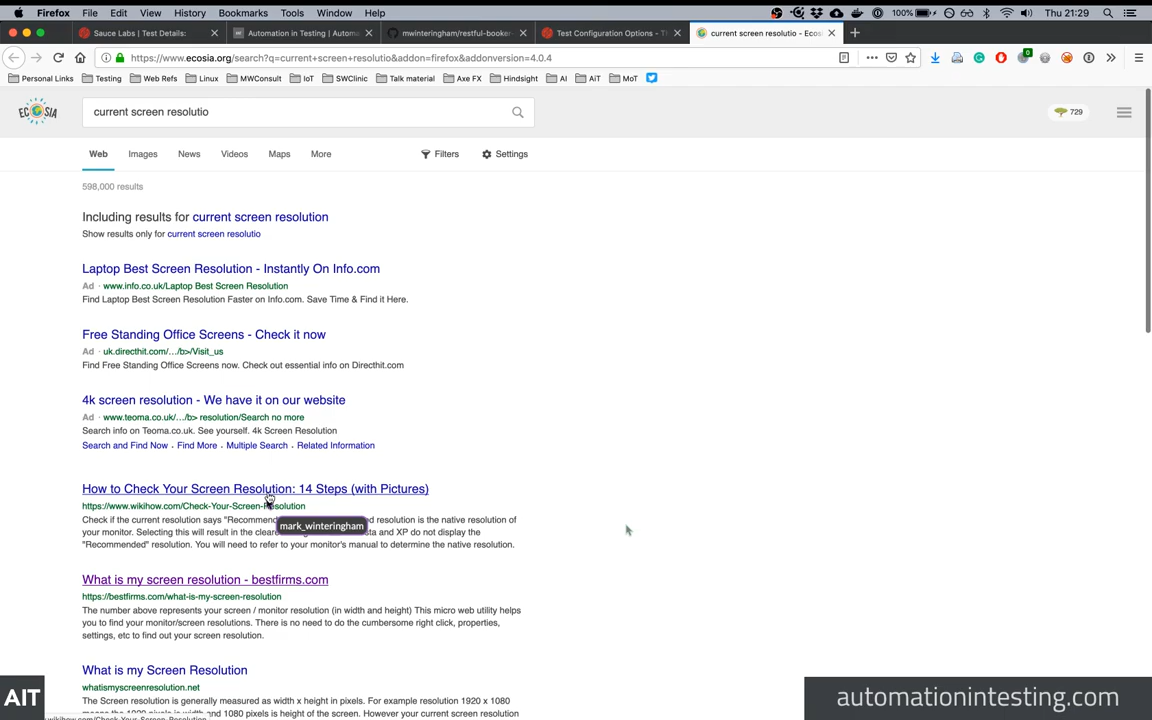 Firefox File Edit View History Bookmarks Tools Window Help 100% Thu 21:29
Sauce Labs | Test Details: Automation in Testing | Autom mwinteringham/restful-booker- Test Configuration Options - T current screen resolutio - Ecos
https://www.ecosia.org/search?q=current+screen+resolutio&addon=firefox&addonversion=4.0.4
Personal Links Testing Web Refs Linux MWConsult IoT SWClinic Talk material Axe FX Hindsight AI AiT MoT
ECOSIA
current screen resolutio
729
Web Images News Videos Maps More Filters Settings
598,000 results
Including results for current screen resolution
Show results only for current screen resolutio
Laptop Best Screen Resolution - Instantly On Info.com
Ad · www.info.co.uk/Laptop Best Screen Resolution
Find Laptop Best Screen Resolution Faster on Info.com. Save Time & Find it Here.
Free Standing Office Screens - Check it now
Ad · uk.directhit.com/…/b>/Visit_us
Find Free Standing Office Screens now. Check out essential info on Directhit.com
4k screen resolution - We have it on our website
Ad · www.teoma.co.uk/…/b> resolution/Search no more
Search info on Teoma.co.uk. See yourself. 4k Screen Resolution
Search and Find Now · Find More · Multiple Search · Related Information
How to Check Your Screen Resolution: 14 Steps (with Pictures)
https://www.wikihow.com/Check-Your-Screen-Resolution
Check if the current resolution says "Recommen d resolution is the native resolution of
mark_winteringham
your monitor. Selecting this will result in the cleare sta and XP do not display the
"Recommended" resolution. You will need to refer to your monitor's manual to determine the native resolution.
What is my screen resolution - bestfirms.com
https://bestfirms.com/what-is-my-screen-resolution
The number above represents your screen / monitor resolution (in width and height) This micro web utility helps
you to find your monitor/screen resolutions. There is no need to do the cumbersome right click, properties,
settings, etc to find out your screen resolution.
What is my Screen Resolution
whatismyscreenresolution.net
The Screen resolution is generally measured as width x height in pixels. For example resolution 1920 x 1080
and 1080 pixels is height of the screen. However your current screen resolution
AIT
automationintesting.com